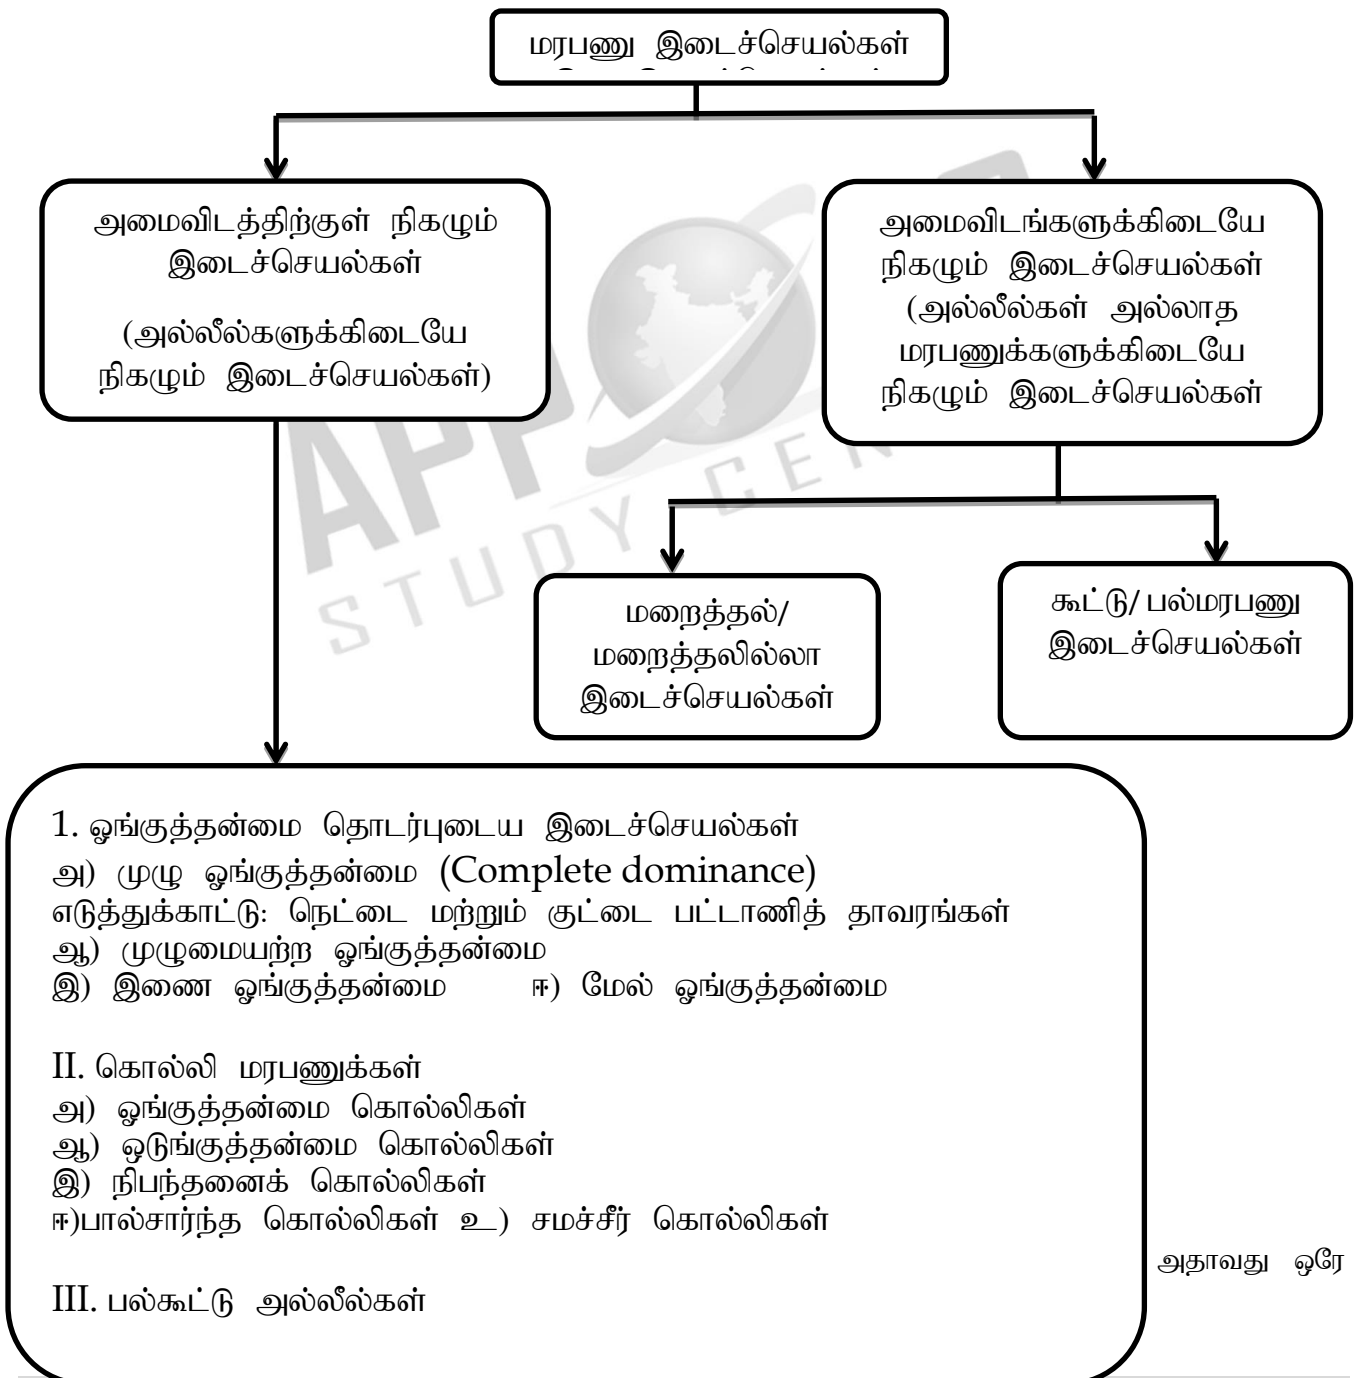 மரபணு இடைச்செயல்கள்
அமைவிடத்திற்குள் நிகழும்
இடைச்செயல்கள்
(அல்லீல்களுக்கிடையே
நிகழும் இடைச்செயல்கள்)
அமைவிடங்களுக்கிடையே
நிகழும் இடைச்செயல்கள்
(அல்லீல்கள் அல்லாத
மரபணுக்களுக்கிடையே
நிகழும் இடைச்செயல்கள்
மறைத்தல்/
மறைத்தலில்லா
இடைச்செயல்கள்
கூட்டு/ பல்மரபணு
இடைச்செயல்கள்
1. ஓங்குத்தன்மை தொடர்புடைய இடைச்செயல்கள்
அ) முழு ஓங்குத்தன்மை (Complete dominance)
எடுத்துக்காட்டு: நெட்டை மற்றும் குட்டை பட்டாணித் தாவரங்கள்
ஆ) முழுமையற்ற ஓங்குத்தன்மை
இ) இணை ஓங்குத்தன்மை ஈ) மேல் ஓங்குத்தன்மை
II. கொல்லி மரபணுக்கள்
அ) ஓங்குத்தன்மை கொல்லிகள்
ஆ) ஒடுங்குத்தன்மை கொல்லிகள்
இ) நிபந்தனைக் கொல்லிகள்
ஈ)பால்சார்ந்த கொல்லிகள் உ) சமச்சீர் கொல்லிகள்
III. பல்கூட்டு அல்லீல்கள்
அதாவது ஒரே
STUDY